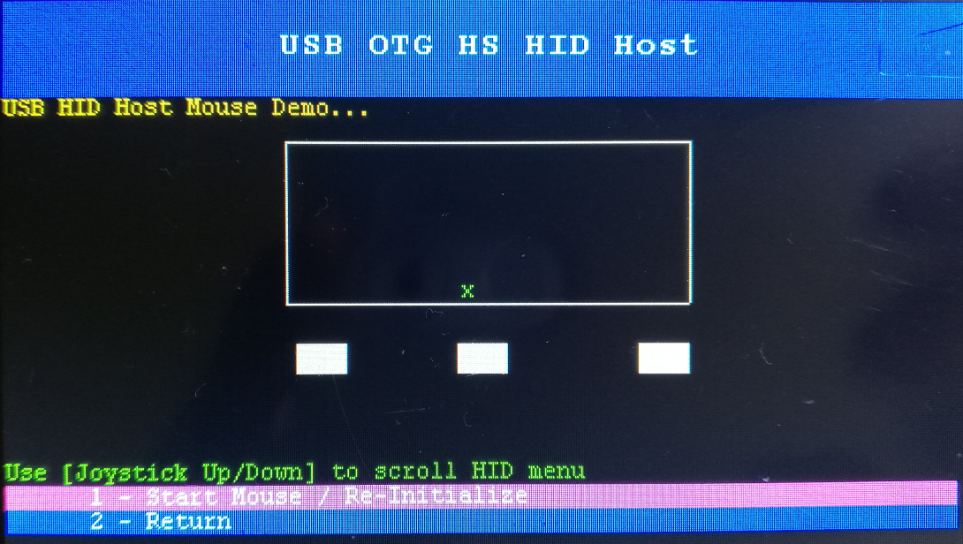 USB OTG HS HID Host
USB HID Host Mouse Demo...
x
Use [Joystick Up/Down] to scroll HID menu
1 - Start Mouse / Re-Initialize
2 - Return